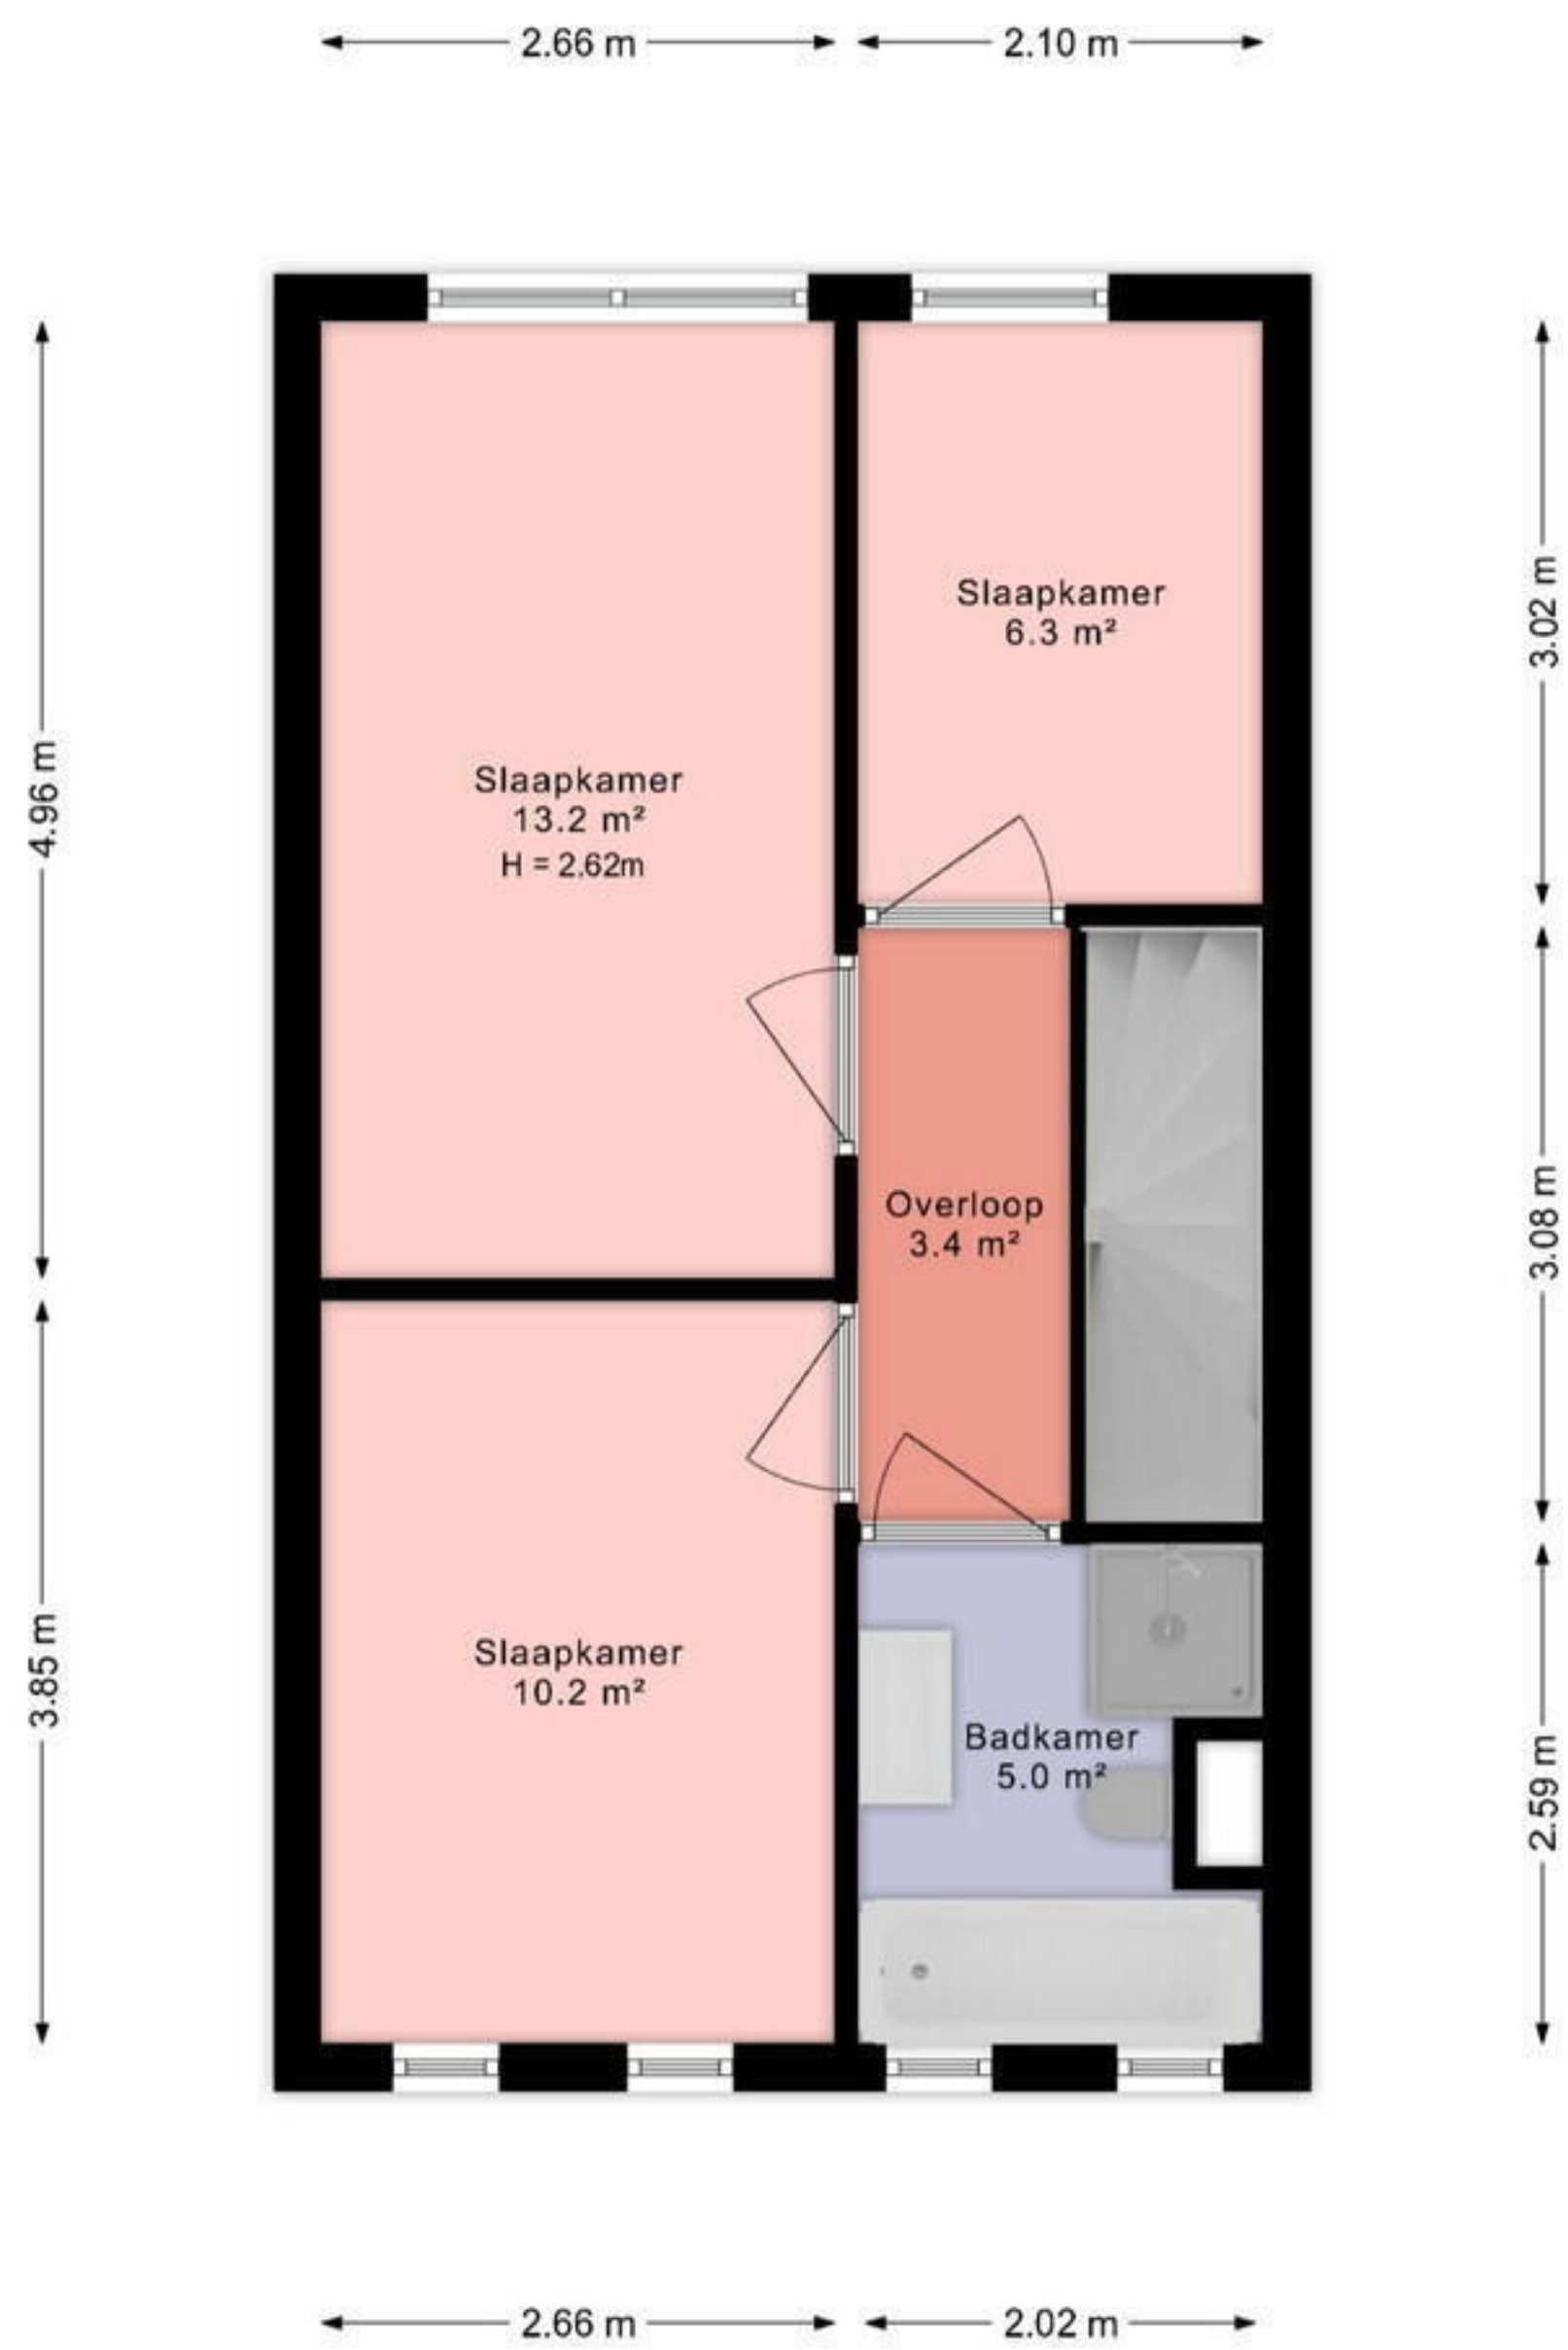 2.66 m
2.10 m
Slaapkamer
6.3 m²
3.02 m
4.96 m
Slaapkamer
13.2 m²
H = 2.62m
Overloop
3.4 m²
3.08 m
3.85 m
Slaapkamer
10.2 m²
Badkamer
5.0 m²
2.59 m
2.66 m
2.02 m